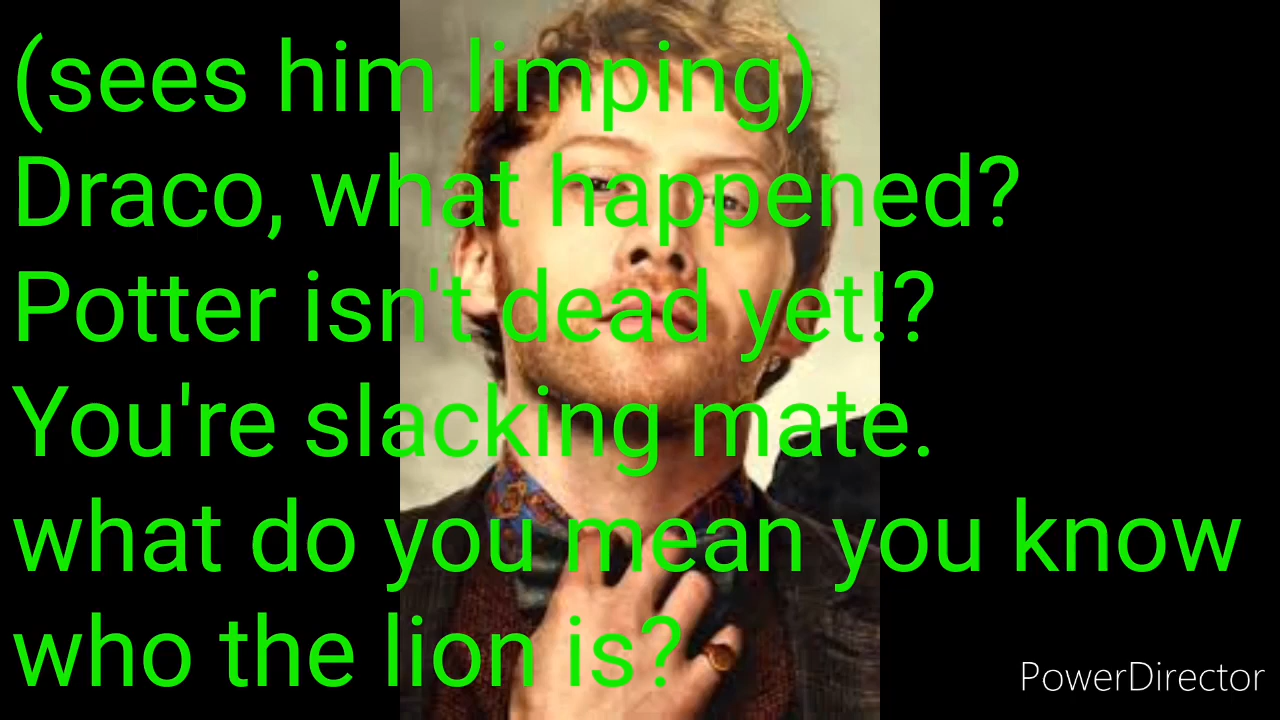 (sees him limping)
Draco, what happened?
Potter isn't dead yet!?
You're slacking mate.
what do you mean you know
who the lion is?
PowerDirector